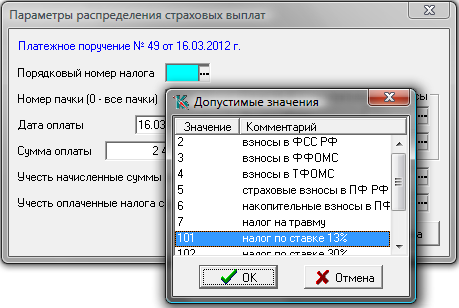 Параметры распределения страховых выплат
Платежное поручение № 49 от 16.03.2012 г.
Порядковый номер налога
Номер пачки (0 - все пачки)
Дата оплаты 16.03
Сумма оплаты 2 4
Учесть начисленные суммы
Учесть оплаченные налога с
Допустимые значения
Значение Комментарий
2 взносы в ФСС РФ
3 взносы в ФФОМС
4 взносы в ТФОМС
5 страховые взносы в ПФ РФ
6 накопительные взносы в ПФ
7 налог на травму
101 налог по ставке 13%
102 налог по ставке 30%
OK Отмена